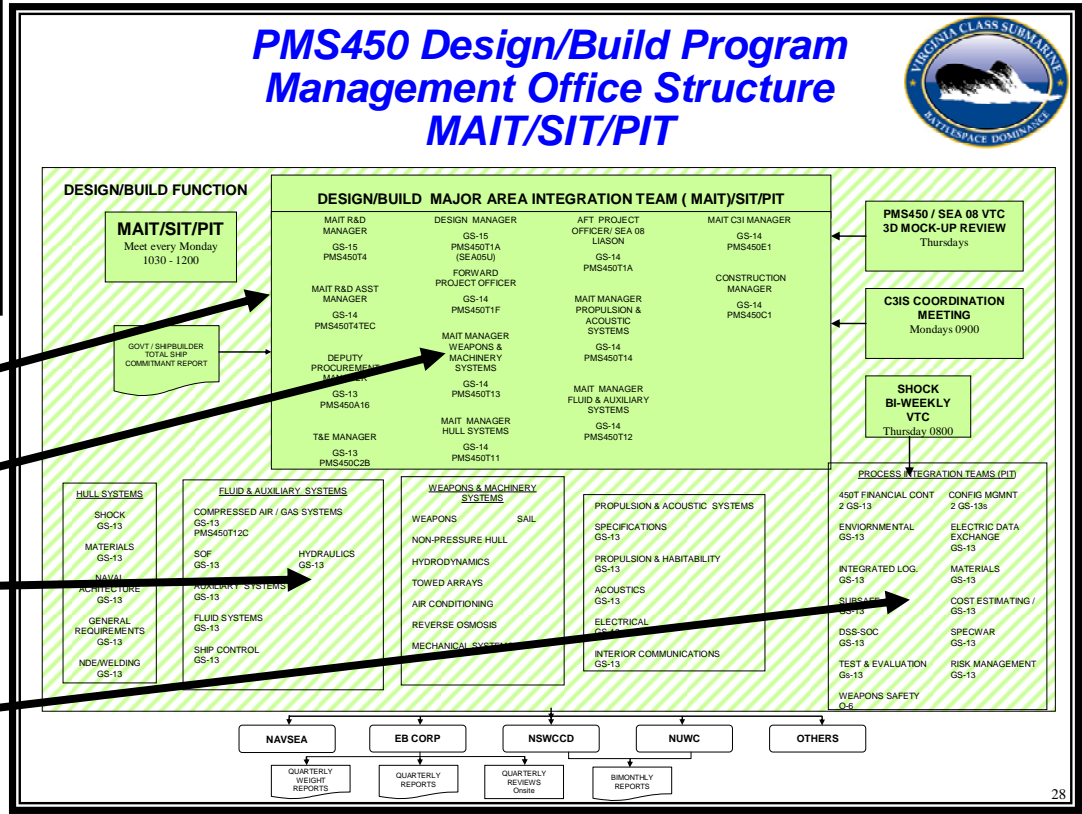 PMS450 Design/Build Program
Management Office Structure
MAIT/SIT/PIT
VIRGINIA CLASS SUBMARINE
BATTLESPACE DOMINANCE
DESIGN/BUILD FUNCTION
MAIT/SIT/PIT
Meet every Monday
1030 - 1200
GOVT / SHIPBUILDER
TOTAL SHIP
COMMITMANT REPORT
DESIGN/BUILD MAJOR AREA INTEGRATION TEAM ( MAIT)/SIT/PIT
MAIT R&D
MANAGER
GS-15
PMS450T4
MAIT R&D ASST
MANAGER
GS-14
PMS450T4TEC
DEPUTY
PROCUREMENT
MANAGER
GS-13
PMS450A16
T&E MANAGER
GS-13
PMS450C2B
DESIGN MANAGER
GS-15
PMS450T1A
(SEA05U)
FORWARD
PROJECT OFFICER
GS-14
PMS450T1F
MAIT MANAGER
WEAPONS &
MACHINERY
SYSTEMS
GS-14
PMS450T13
MAIT MANAGER
HULL SYSTEMS
GS-14
PMS450T11
AFT PROJECT
OFFICER/ SEA 08
LIASON
GS-14
PMS450T1A
MAIT MANAGER
PROPULSION &
ACOUSTIC
SYSTEMS
GS-14
PMS450T14
MAIT MANAGER
FLUID & AUXILIARY
SYSTEMS
GS-14
PMS450T12
MAIT C3I MANAGER
GS-14
PMS450E1
CONSTRUCTION
MANAGER
GS-14
PMS450C1
PMS450 / SEA 08 VTC
3D MOCK-UP REVIEW
Thursdays
C3IS COORDINATION
MEETING
Mondays 0900
SHOCK
BI-WEEKLY
VTC
Thursday 0800
HULL SYSTEMS
SHOCK
GS-13
MATERIALS
GS-13
NAVAL
ACHITECTURE
GS-13
GENERAL
REQUIREMENTS
GS-13
NDE/WELDING
GS-13
FLUID & AUXILIARY SYSTEMS
COMPRESSED AIR / GAS SYSTEMS
GS-13
PMS450T12C
SOF HYDRAULICS
GS-13 GS-13
AUXILIARY SYSTEMS
GS-13
FLUID SYSTEMS
GS-13
SHIP CONTROL
GS-13
WEAPONS & MACHINERY
SYSTEMS
WEAPONS SAIL
NON-PRESSURE HULL
HYDRODYNAMICS
TOWED ARRAYS
AIR CONDITIONING
REVERSE OSMOSIS
MECHANICAL SYSTEMS
PROPULSION & ACOUSTIC SYSTEMS
SPECIFICATIONS
GS-13
PROPULSION & HABITABILITY
GS-13
ACOUSTICS
GS-13
ELECTRICAL
GS-13
INTERIOR COMMUNICATIONS
GS-13
PROCESS INTEGRATION TEAMS (PIT)
450T FINANCIAL CONT CONFIG MGMNT
2 GS-13 2 GS-13s
ENVIORNMENTAL ELECTRIC DATA
GS-13 EXCHANGE
GS-13
INTEGRATED LOG. MATERIALS
GS-13 GS-13
SUBSAFE COST ESTIMATING /
GS-13 GS-13
DSS-SOC SPECWAR
GS-13 GS-13
TEST & EVALUATION RISK MANAGEMENT
Gs-13 GS-13
WEAPONS SAFETY
O-6
NAVSEA EB CORP NSWCCD NUWC OTHERS
QUARTERLY
WEIGHT
REPORTS
QUARTERLY
REPORTS
QUARTERLY
REVIEWS
Onsite
BIMONTHLY
REPORTS
28